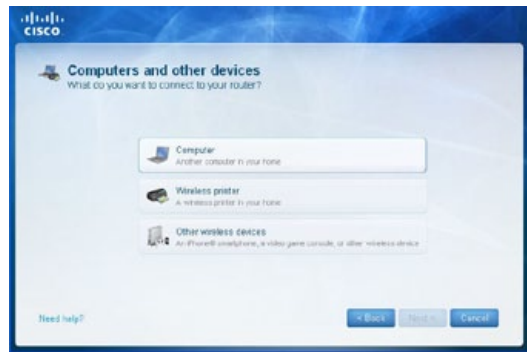 CISCO
Computers and other devices
What do you want to connect to your router?
Computer
Another computer in your home
Wireless printer
A wireless printer in your home
Other wireless devices
An iPhone® smartphone, a video game console, or other wireless device
Need help?
< Back
Next >
Cancel